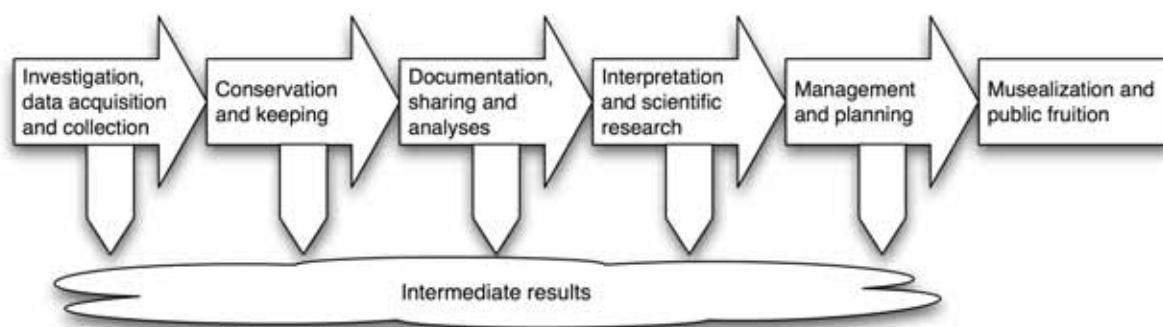 Investigation,
data acquisition
and collection
Conservation
and keeping
Documentation,
sharing and
analyses
Interpretation
and scientific
research
Management
and planning
Musealization and
public fruition
Intermediate results